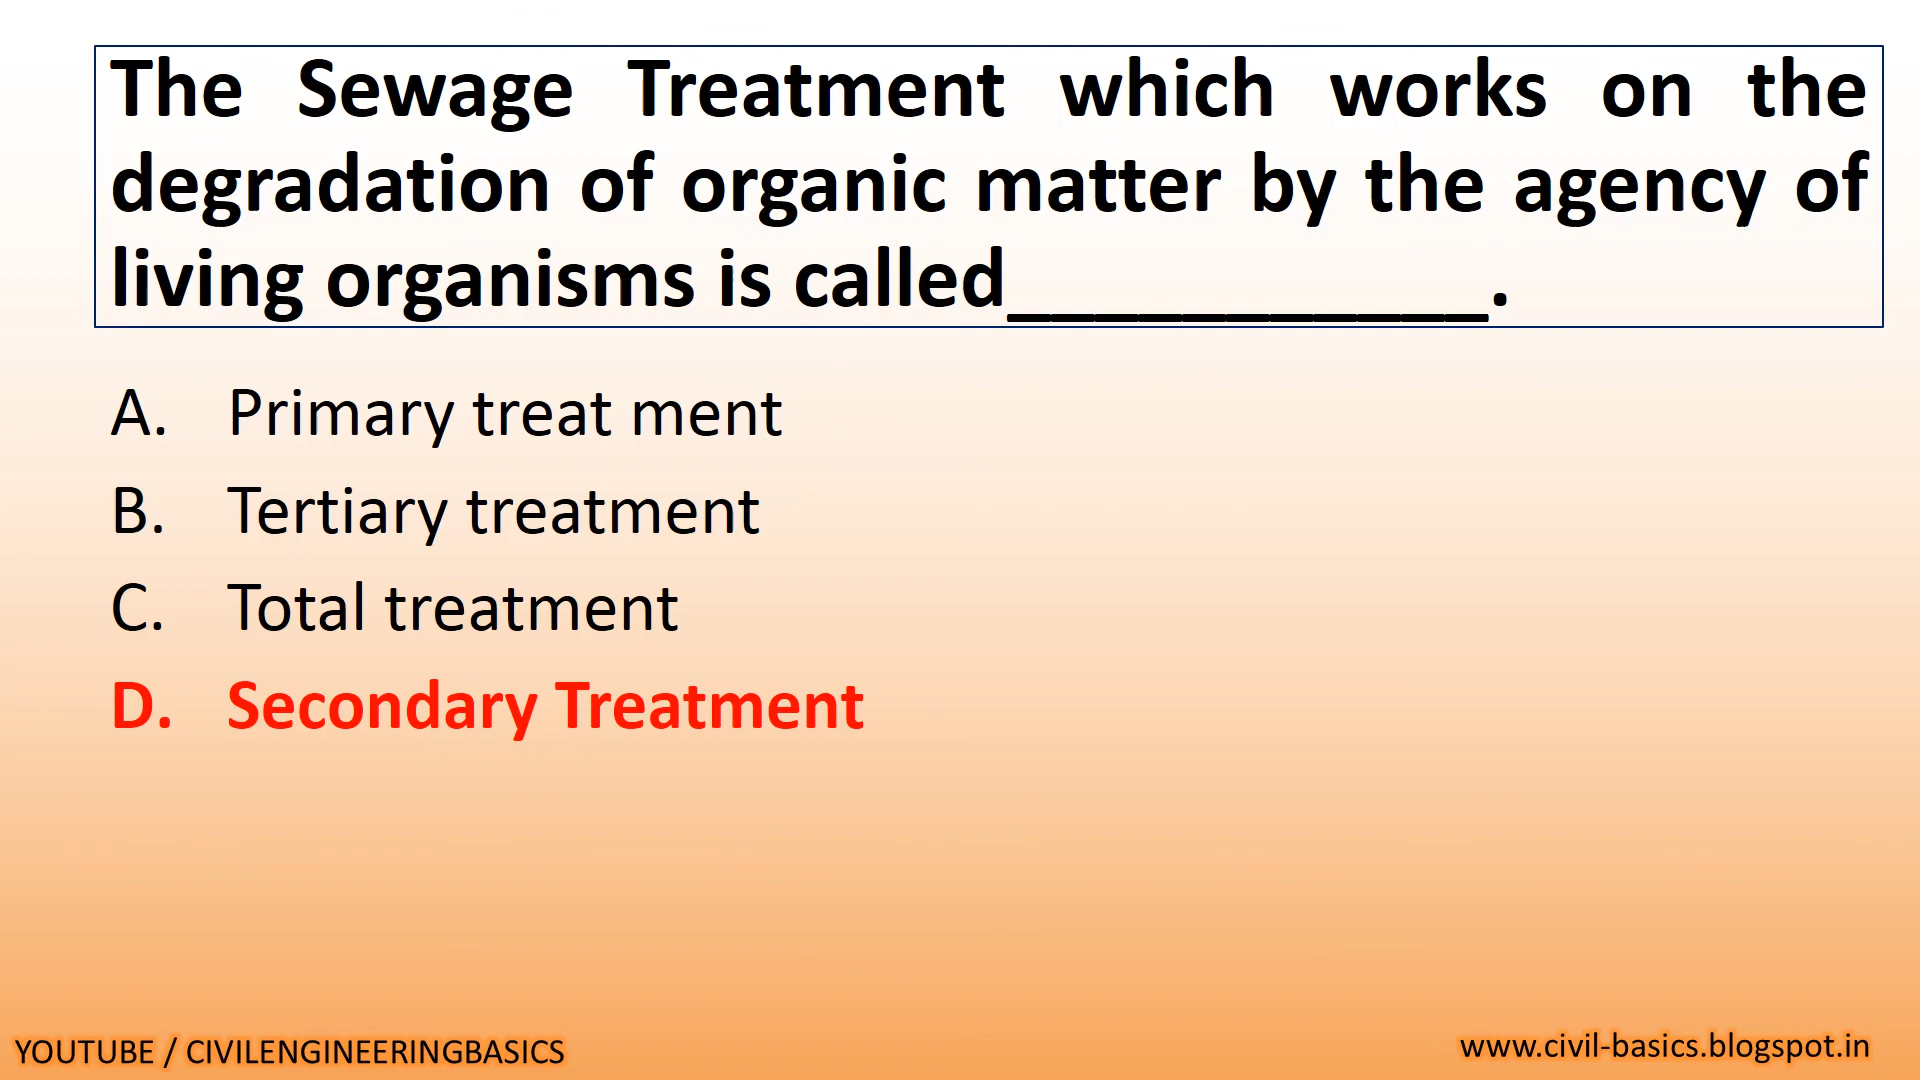 The Sewage Treatment which works on the
degradation of organic matter by the agency of
living organisms is called___________.
A. Primary treat ment
B. Tertiary treatment
C. Total treatment
D. Secondary Treatment
YOUTUBE / CIVILENGINEERINGBASICS
www.civil-basics.blogspot.in